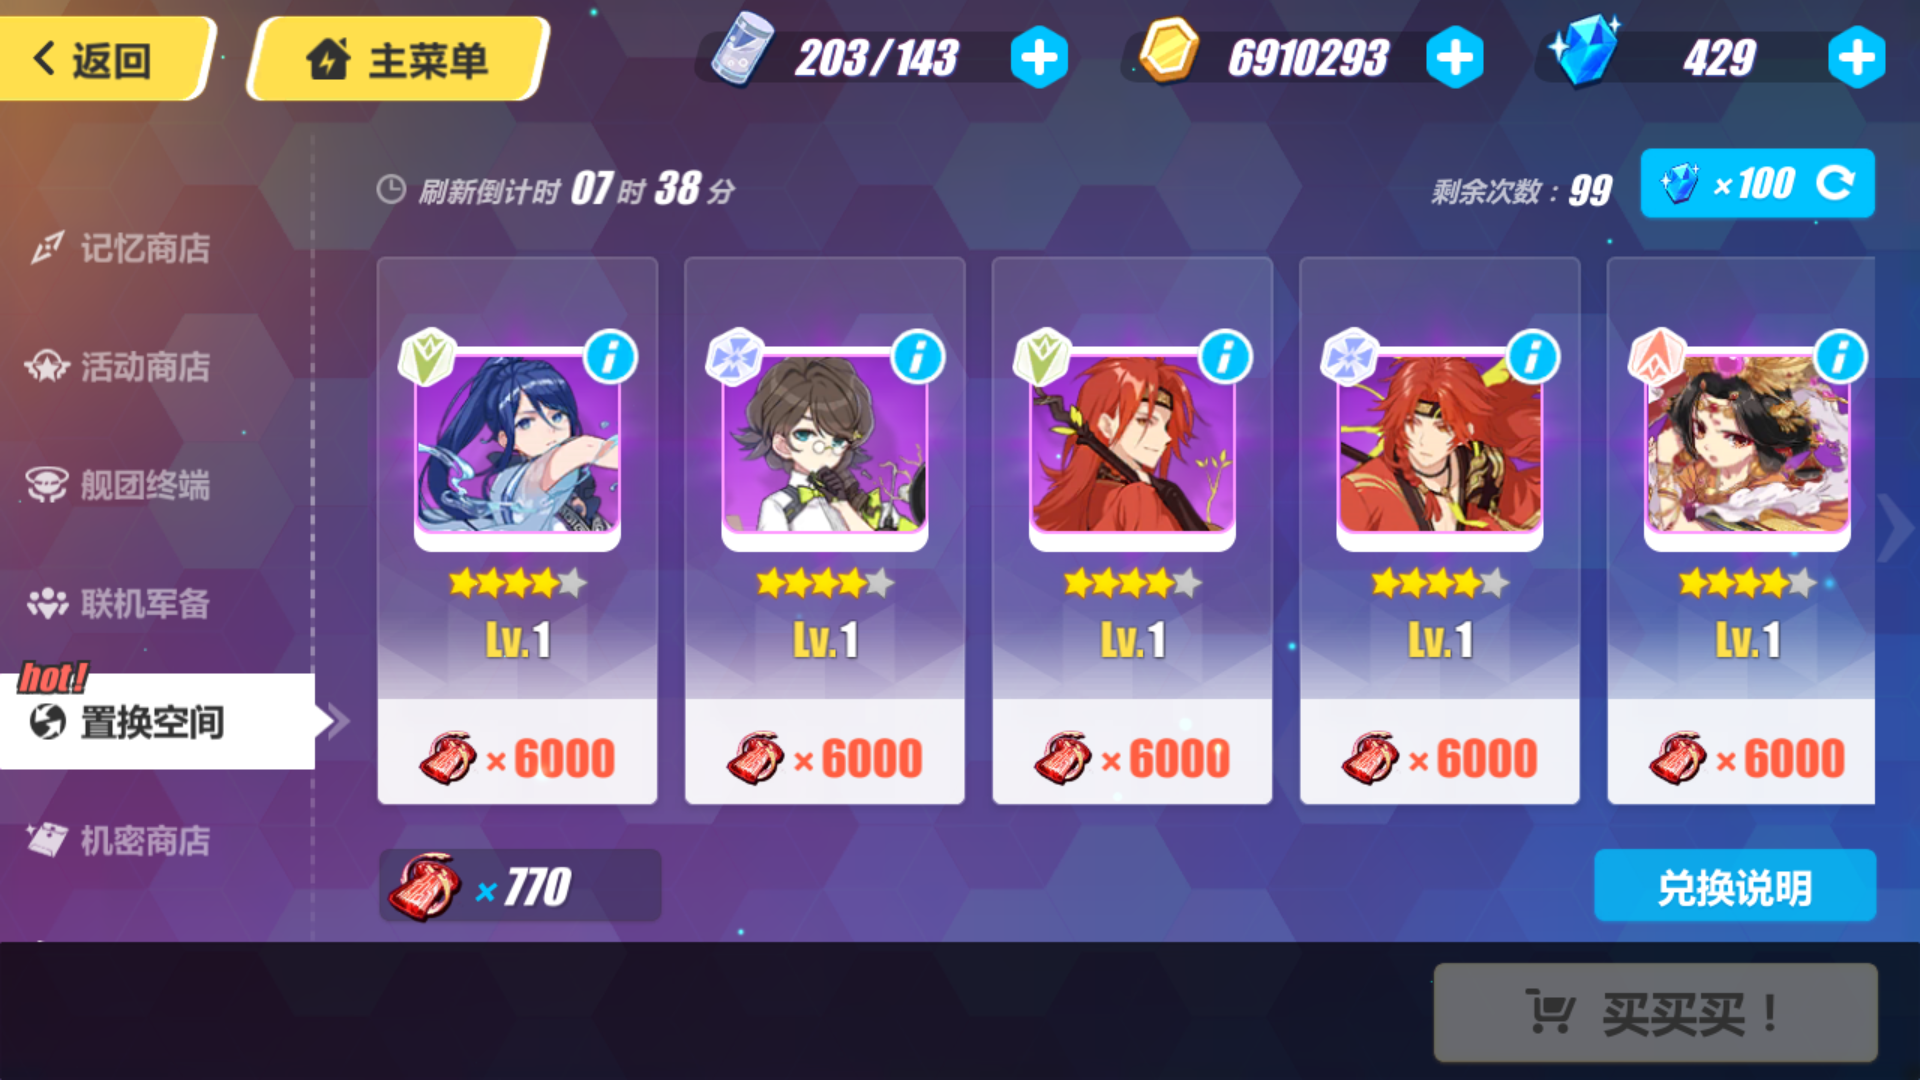 返回
主菜单
203/143
6910293
429
刷新倒计时 07 时 38 分
剩余次数：99
×100
记忆商店
活动商店
舰团终端
联机军备
hot!
置换空间
机密商店
Lv.1
×6000
Lv.1
×6000
Lv.1
×6000
Lv.1
×6000
Lv.1
×6000
×770
兑换说明
买买买！